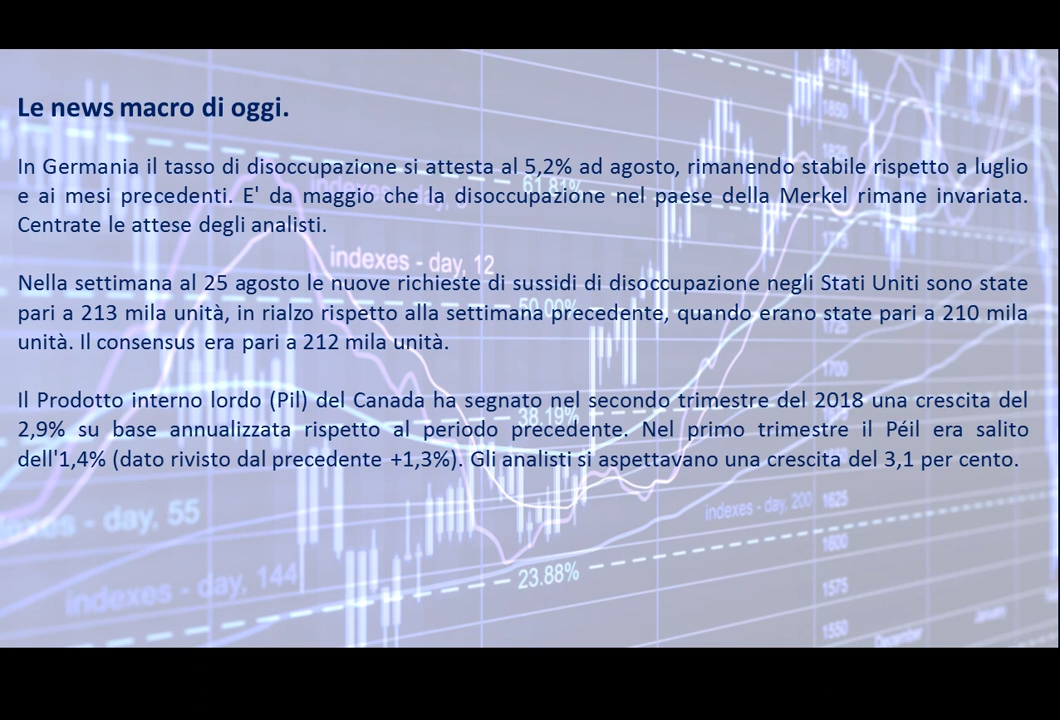 Le news macro di oggi.
In Germania il tasso di disoccupazione si attesta al 5,2% ad agosto, rimanendo stabile rispetto a luglio
e ai mesi precedenti. E' da maggio che la disoccupazione nel paese della Merkel rimane invariata.
Centrate le attese degli analisti.
Nella settimana al 25 agosto le nuove richieste di sussidi di disoccupazione negli Stati Uniti sono state
pari a 213 mila unità, in rialzo rispetto alla settimana precedente, quando erano state pari a 210 mila
unità. Il consensus era pari a 212 mila unità.
Il Prodotto interno lordo (Pil) del Canada ha segnato nel secondo trimestre del 2018 una crescita del
2,9% su base annualizzata rispetto al periodo precedente. Nel primo trimestre il Péil era salito
dell'1,4% (dato rivisto dal precedente +1,3%). Gli analisti si aspettavano una crescita del 3,1 per cento.
61.81%
indexes - day, 12
50.00%
38.19%
indexes - day, 55
indexes - day, 144
indexes - day, 200
23.88%
1850
1775
1725
1700
1625
1600
1575
1550
December
January